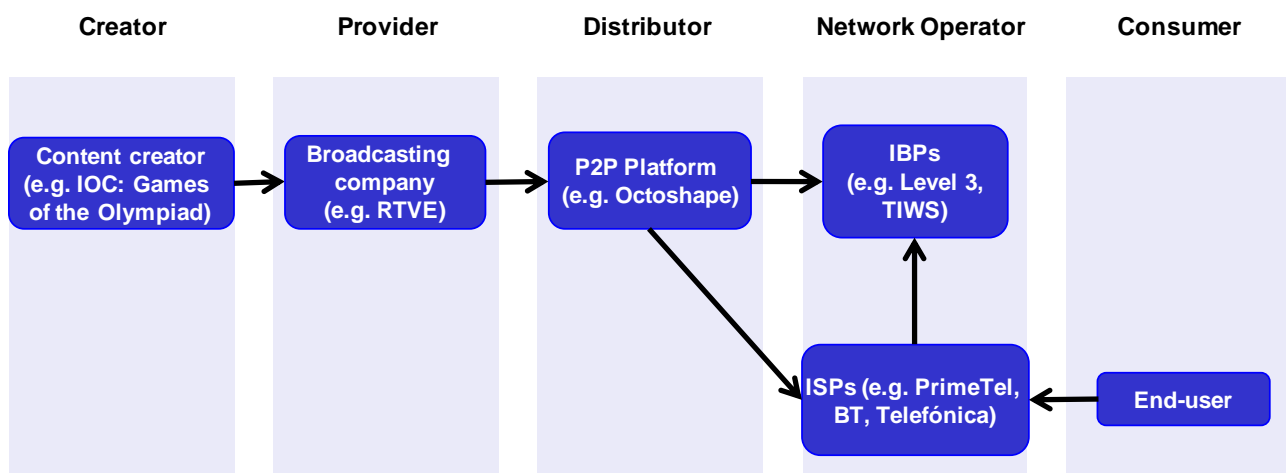 Creator
Provider
Distributor
Network Operator
Consumer
Content creator
(e.g. IOC: Games
of the Olympiad)
Broadcasting
company
(e.g. RTVE)
P2P Platform
(e.g. Octoshape)
IBPs
(e.g. Level 3,
TIWS)
ISPs (e.g. PrimeTel,
BT, Telefónica)
End-user